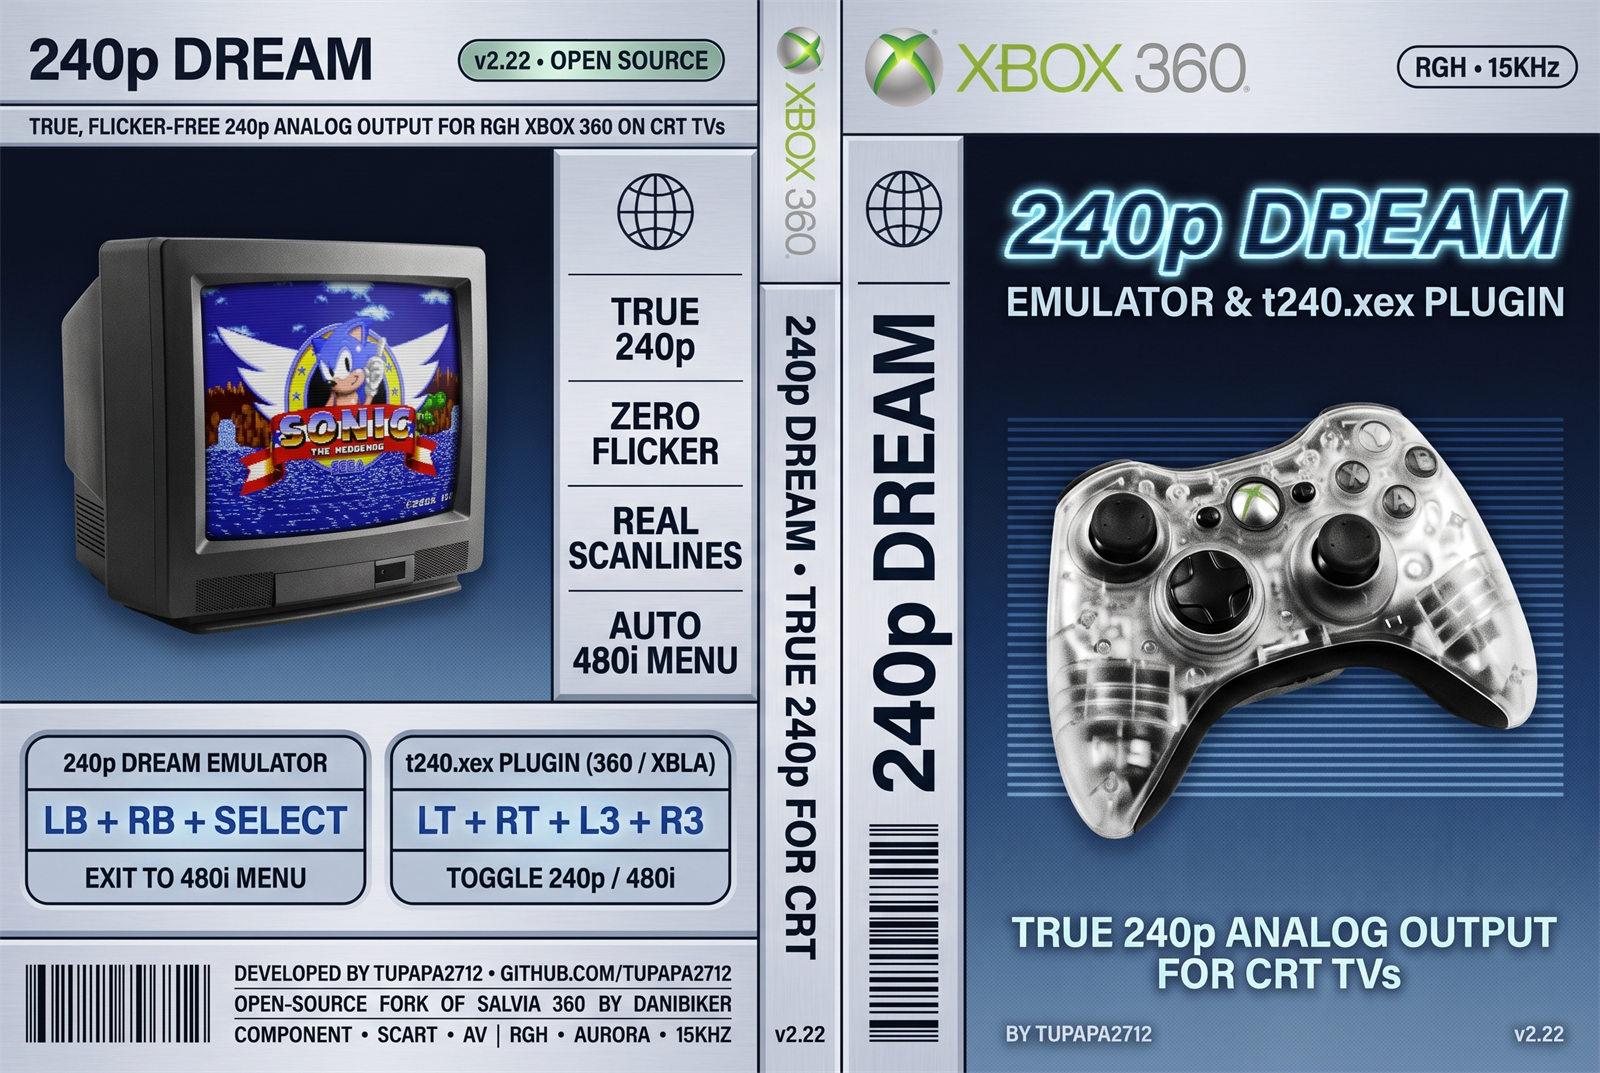 240p DREAM
v2.22 • OPEN SOURCE
TRUE, FLICKER-FREE 240p ANALOG OUTPUT FOR RGH XBOX 360 ON CRT TVs
SONIC
THE HEDGEHOG
SEGA
TRUE
240p
ZERO
FLICKER
REAL
SCANLINES
AUTO
480i MENU
240p DREAM EMULATOR
LB + RB + SELECT
EXIT TO 480i MENU
t240.xex PLUGIN (360 / XBLA)
LT + RT + L3 + R3
TOGGLE 240p / 480i
DEVELOPED BY TUPAPA2712 • GITHUB.COM/TUPAPA2712
OPEN-SOURCE FORK OF SALVIA 360 BY DANIBIKER
COMPONENT • SCART • AV | RGH • AURORA • 15KHZ
XBOX 360
240p DREAM • TRUE 240p FOR CRT
v2.22
XBOX 360
RGH • 15KHz
240p DREAM
240p DREAM
EMULATOR & t240.xex PLUGIN
Y
X
B
A
TRUE 240p ANALOG OUTPUT
FOR CRT TVs
BY TUPAPA2712
v2.22